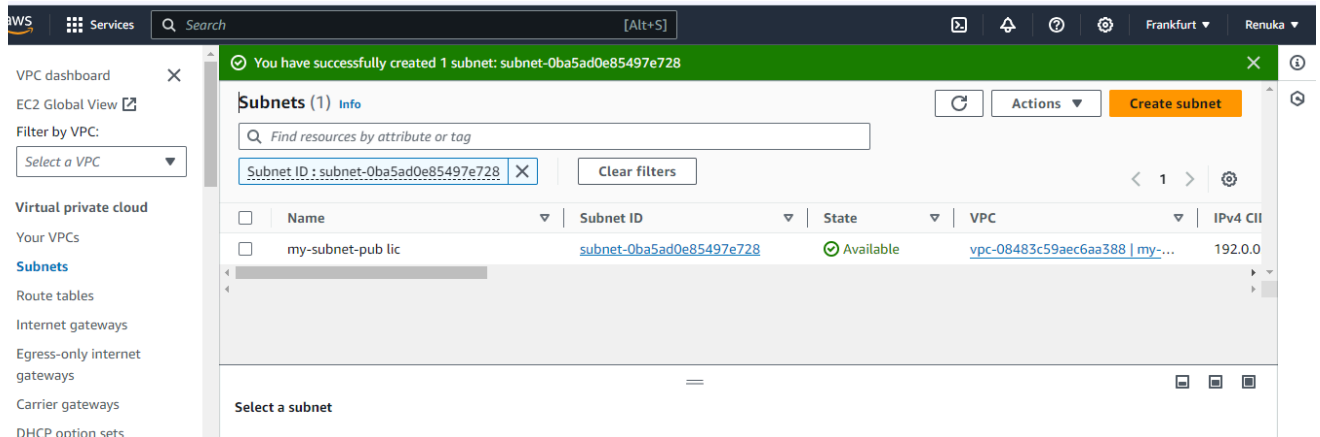 aws Services Search [Alt+S] Frankfurt Renuka
You have successfully created 1 subnet: subnet-0ba5ad0e85497e728
VPC dashboard
EC2 Global View
Filter by VPC:
Select a VPC
Virtual private cloud
Your VPCs
Subnets
Route tables
Internet gateways
Egress-only internet
gateways
Carrier gateways
DHCP option sets
Subnets (1) Info
Actions Create subnet
Find resources by attribute or tag
Subnet ID : subnet-0ba5ad0e85497e728 Clear filters
1
Name Subnet ID State VPC IPv4 CI
my-subnet-pub lic subnet-0ba5ad0e85497e728 Available vpc-08483c59aec6aa388 | my-... 192.0.0
Select a subnet